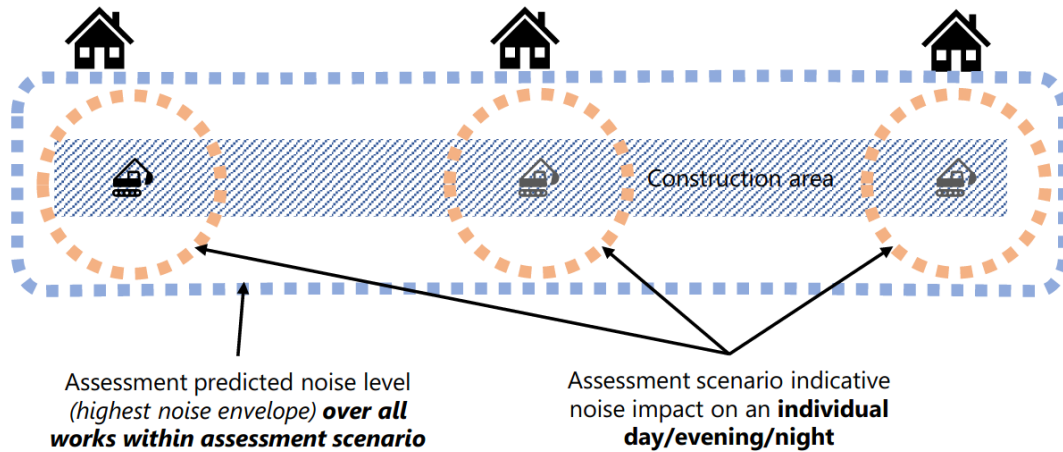 Construction area
Assessment predicted noise level
(highest noise envelope) over all
works within assessment scenario
Assessment scenario indicative
noise impact on an individual
day/evening/night